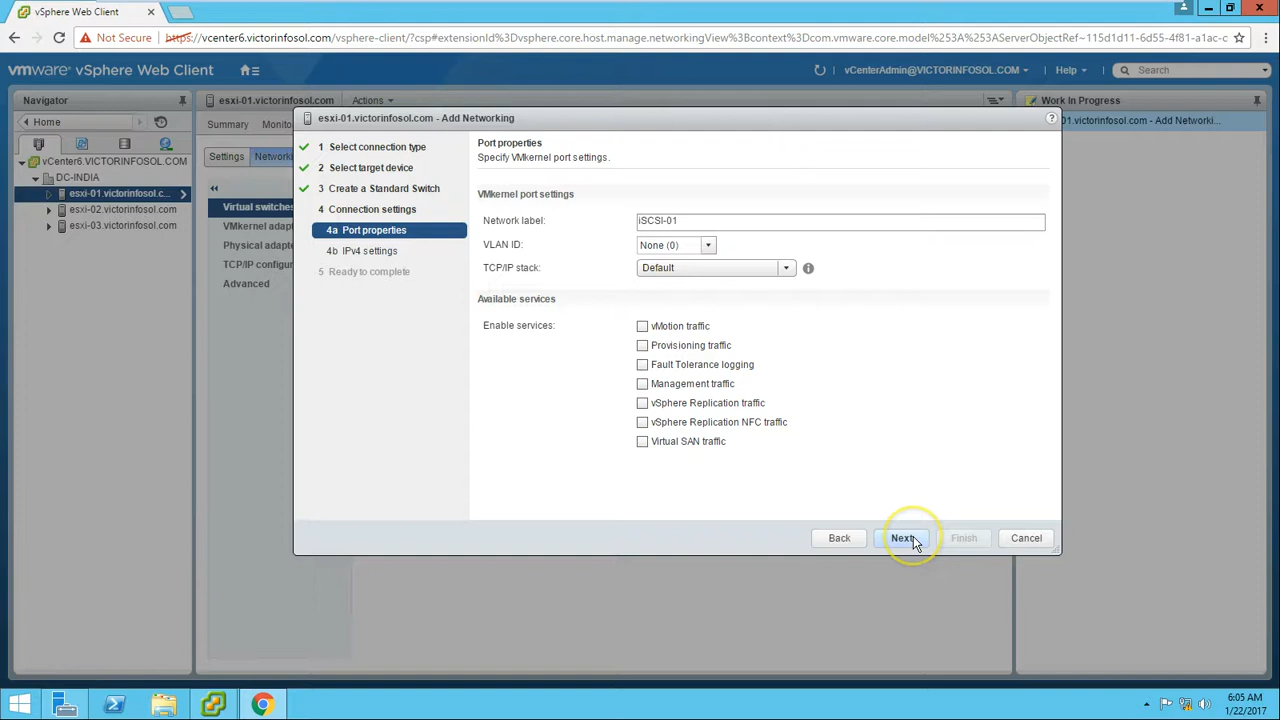 vSphere Web Client
Not Secure
https://vcenter6.victorinfosol.com/vsphere-client/?csp#extensionId%3Dvsphere.core.host.manage.networkingView%3Bcontext%3Dcom.vmware.core.model%253A%253AServerObjectRef~115d1d11-6d55-4f81-a1ac-c
vmware® vSphere Web Client
vCenterAdmin@VICTORINFOSOL.COM
Help
Search
Navigator
esxi-01.victorinfosol.com
Actions
Work In Progress
Home
Summary
Monito
01.victorinfosol.com - Add Networki...
vCenter6.VICTORINFOSOL.COM
DC-INDIA
esxi-01.victorinfosol.c...
esxi-02.victorinfosol.com
esxi-03.victorinfosol.com
Settings
Networki
Virtual switches
VMkernel adapt
Physical adapte
TCP/IP configur
Advanced
esxi-01.victorinfosol.com - Add Networking
1 Select connection type
2 Select target device
3 Create a Standard Switch
4 Connection settings
4a Port properties
4b IPv4 settings
5 Ready to complete
Port properties
Specify VMkernel port settings.
VMkernel port settings
Network label:
iSCSI-01
VLAN ID:
None (0)
TCP/IP stack:
Default
Available services
Enable services:
vMotion traffic
Provisioning traffic
Fault Tolerance logging
Management traffic
vSphere Replication traffic
vSphere Replication NFC traffic
Virtual SAN traffic
Back
Next
Finish
Cancel
6:05 AM
1/22/2017